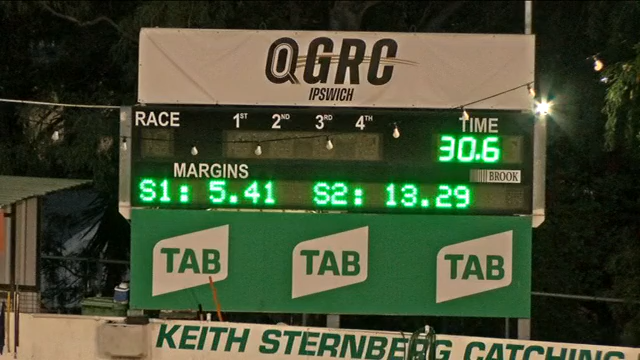 QGRC
IPSWICH
RACE 1ST 2ND 3RD 4TH TIME
30.6
MARGINS BROOK
S1: 5.41 S2: 13.29
TAB TAB TAB
KEITH STERNBERG AUCTION